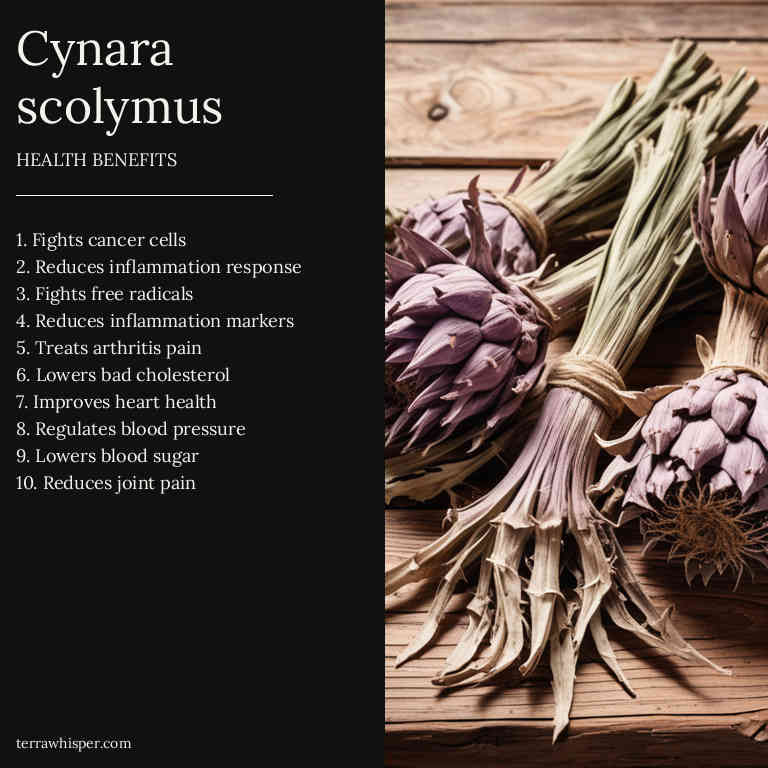 Cynara
scolymus
HEALTH BENEFITS
1. Fights cancer cells
2. Reduces inflammation response
3. Fights free radicals
4. Reduces inflammation markers
5. Treats arthritis pain
6. Lowers bad cholesterol
7. Improves heart health
8. Regulates blood pressure
9. Lowers blood sugar
10. Reduces joint pain
terrawhisper.com